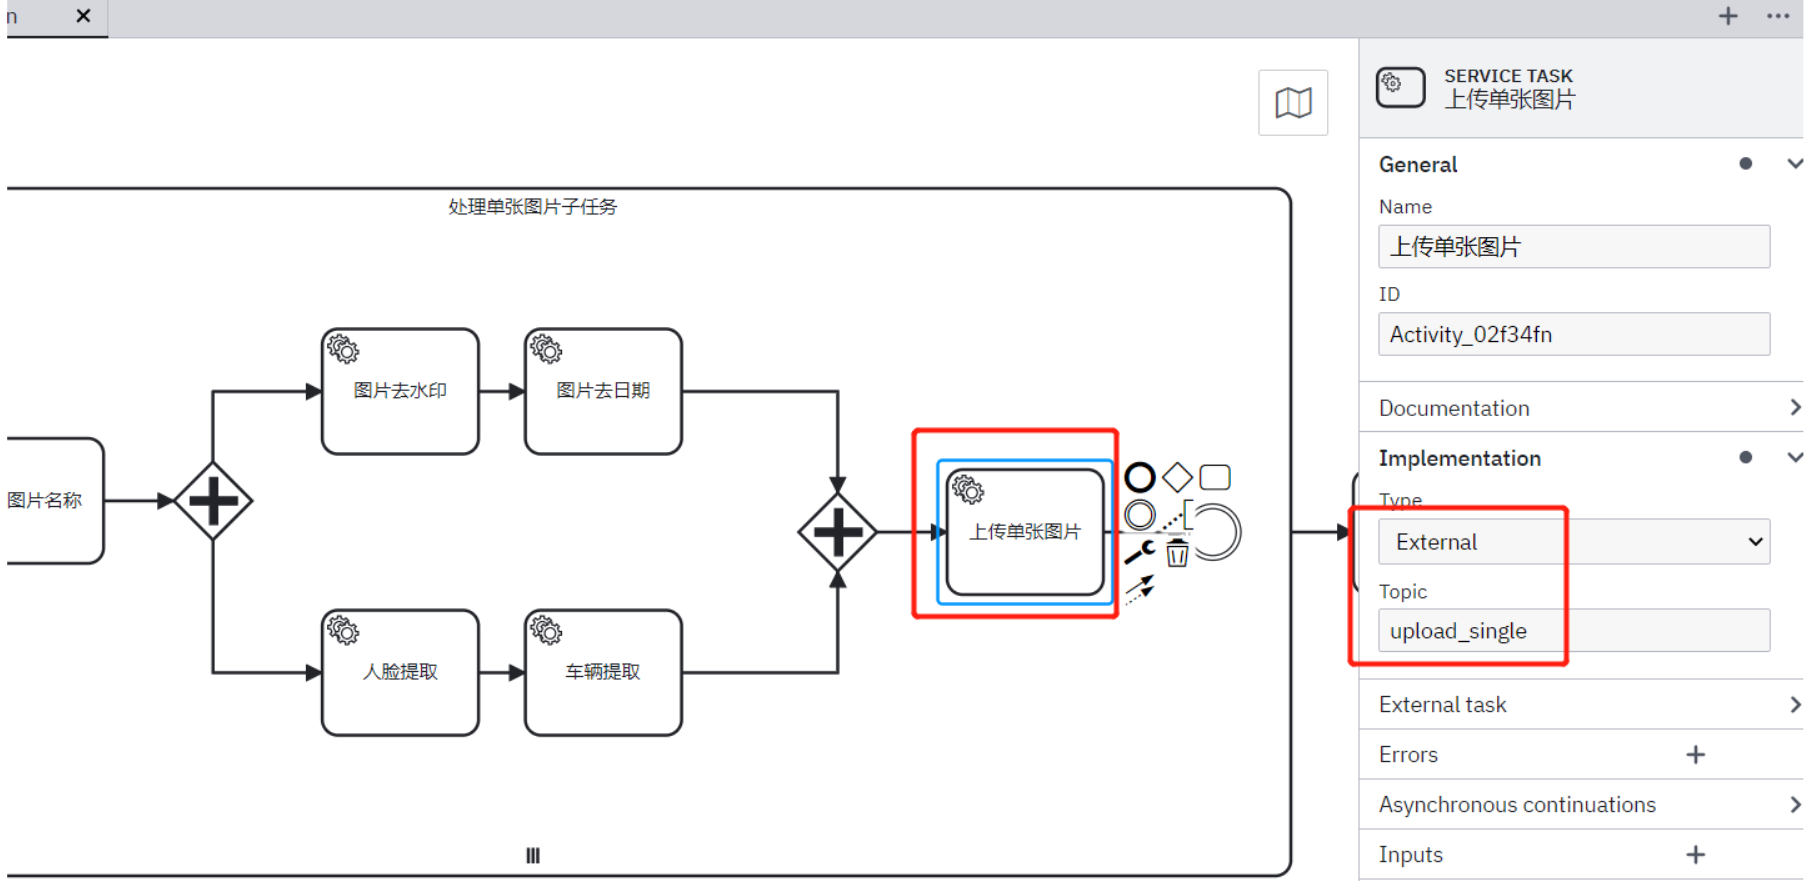 n
SERVICE TASK
上传单张图片
General
Name
上传单张图片
ID
Activity_02f34fn
Documentation
Implementation
Type
External
Topic
upload_single
External task
Errors
Asynchronous continuations
Inputs
处理单张图片子任务
图片去水印
图片去日期
图片名称
上传单张图片
人脸提取
车辆提取